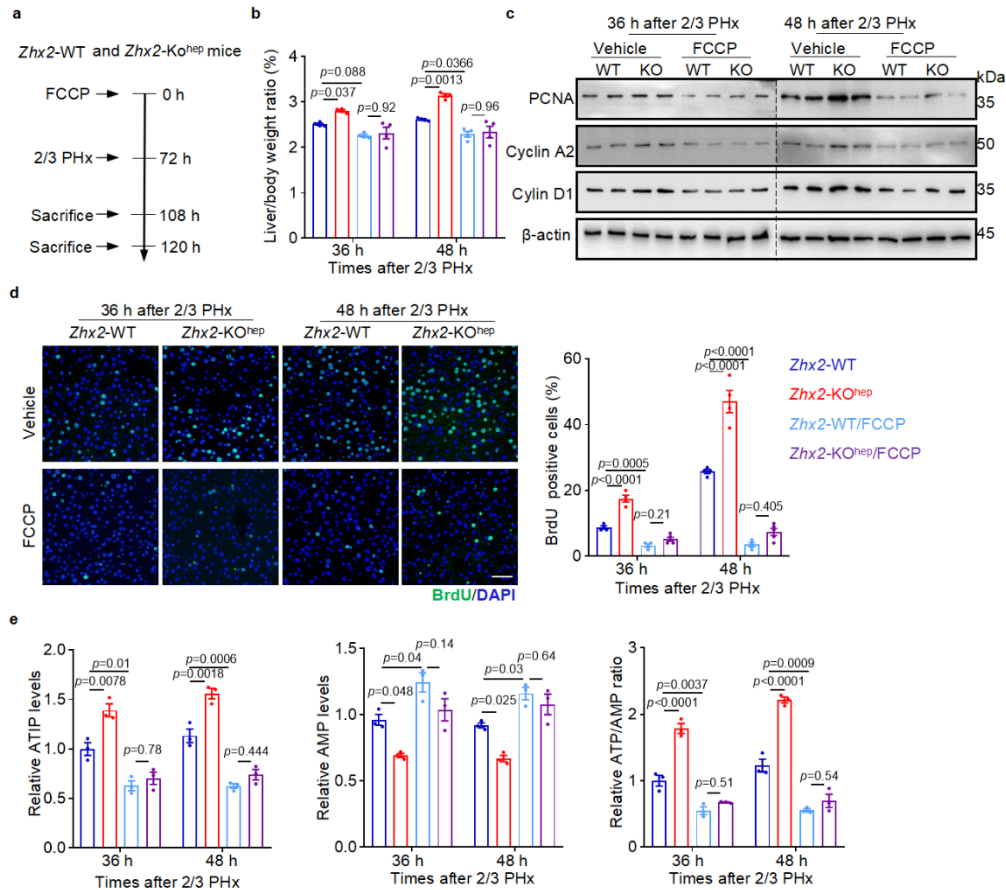 a
Zhx2-WT and Zhx2-Ko^hep mice
FCCP
0 h
2/3 PHx
72 h
Sacrifice
108 h
Sacrifice
120 h
b
Liver/body weight ratio (%)
4
3
2
1
0
p=0.088
p=0.037
p=0.92
p=0.0366
p=0.0013
p=0.96
36 h
48 h
Times after 2/3 PHx
c
36 h after 2/3 PHx
48 h after 2/3 PHx
Vehicle
FCCP
Vehicle
FCCP
WT KO WT KO WT KO WT KO
kDa
PCNA
35
Cyclin A2
50
Cylin D1
35
β-actin
45
d
36 h after 2/3 PHx
48 h after 2/3 PHx
Zhx2-WT
Zhx2-KO^hep
Zhx2-WT
Zhx2-KO^hep
Vehicle
FCCP
BrdU/DAPI
BrdU positive cells (%)
60
40
20
0
p=0.0005
p<0.0001
p=0.21
p<0.0001
p<0.0001
p=0.405
36 h
48 h
Times after 2/3 PHx
Zhx2-WT
Zhx2-KO^hep
Zhx2-WT/FCCP
Zhx2-KO^hep/FCCP
e
Relative ATIP levels
2.0
1.5
1.0
0.5
0.0
p=0.01
p=0.0078
p=0.78
p=0.0006
p=0.0018
p=0.444
36 h
48 h
Times after 2/3 PHx
Relative AMP levels
1.5
1.0
0.5
0.0
p=0.14
p=0.04
p=0.048
p=0.64
p=0.03
p=0.025
36 h
48 h
Times after 2/3 PHx
Relative ATP/AMP ratio
3
2
1
0
p=0.0037
p<0.0001
p=0.51
p=0.0009
p<0.0001
p=0.54
36 h
48 h
Times after 2/3 PHx